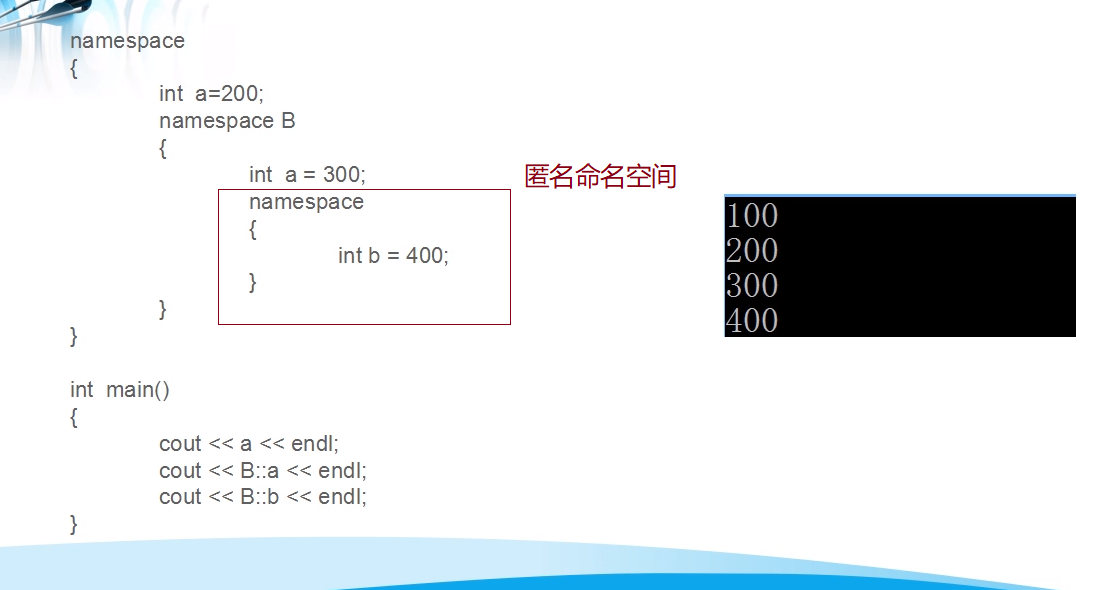 namespace
{
int  a=200;
namespace B
{
int  a = 300;
namespace
{
int b = 400;
}
}
}
匿名命名空间
100
200
300
400
int  main()
{
cout << a << endl;
cout << B::a << endl;
cout << B::b << endl;
}